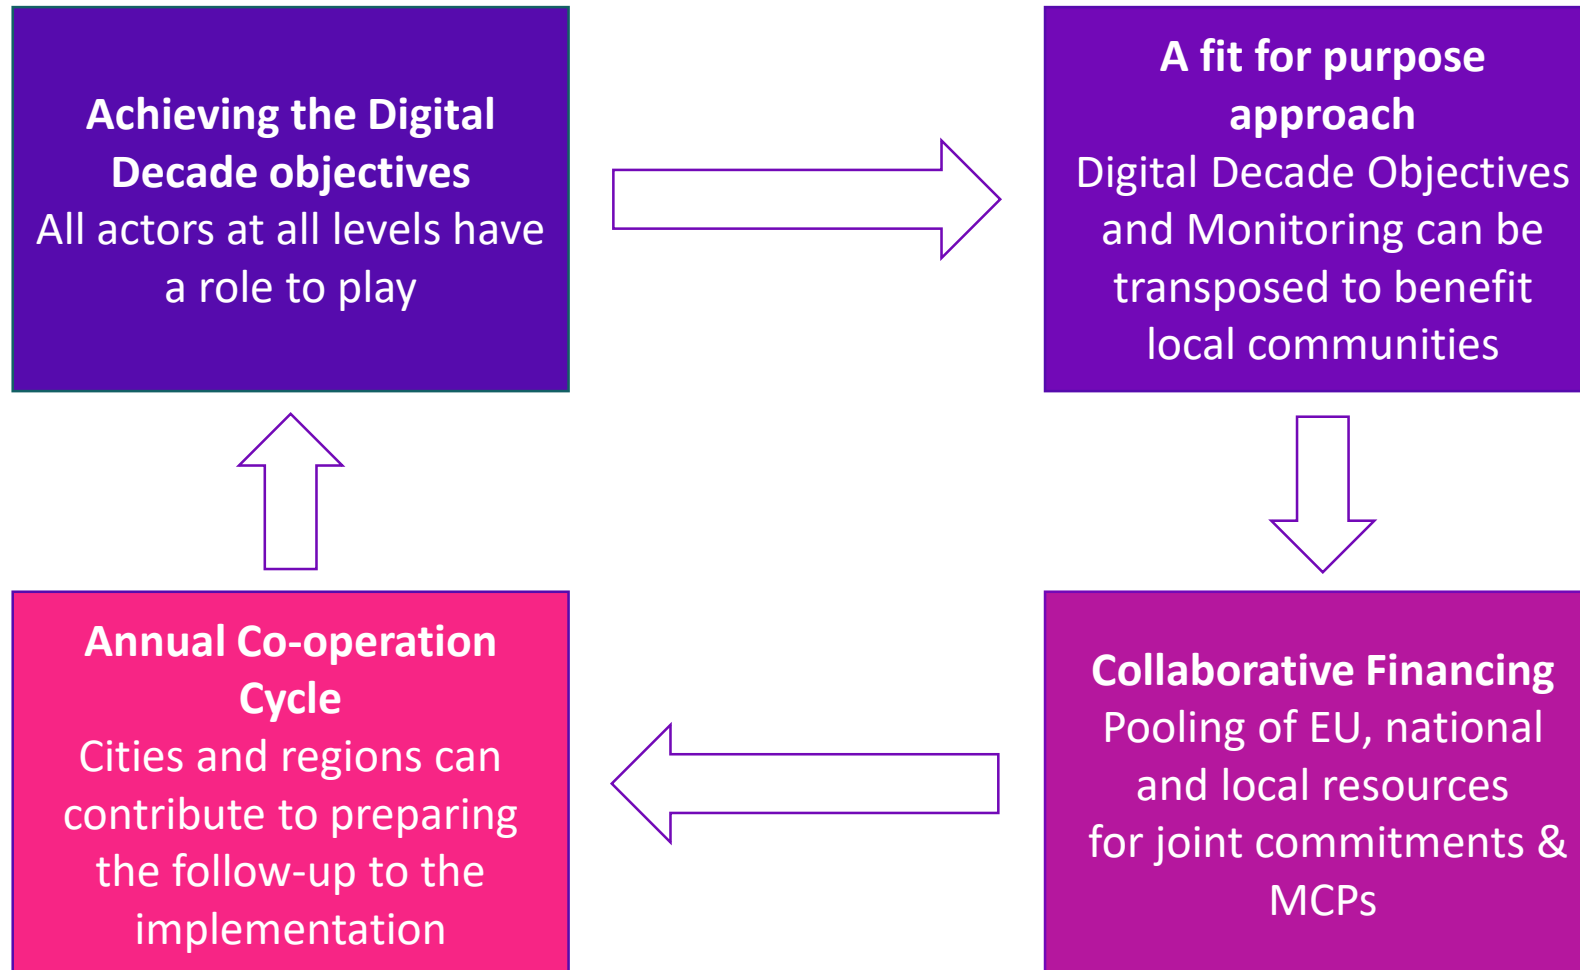 Achieving the Digital
Decade objectives
All actors at all levels have
a role to play
A fit for purpose
approach
Digital Decade Objectives
and Monitoring can be
transposed to benefit
local communities
Annual Co-operation
Cycle
Cities and regions can
contribute to preparing
the follow-up to the
implementation
Collaborative Financing
Pooling of EU, national
and local resources
for joint commitments &
MCPs